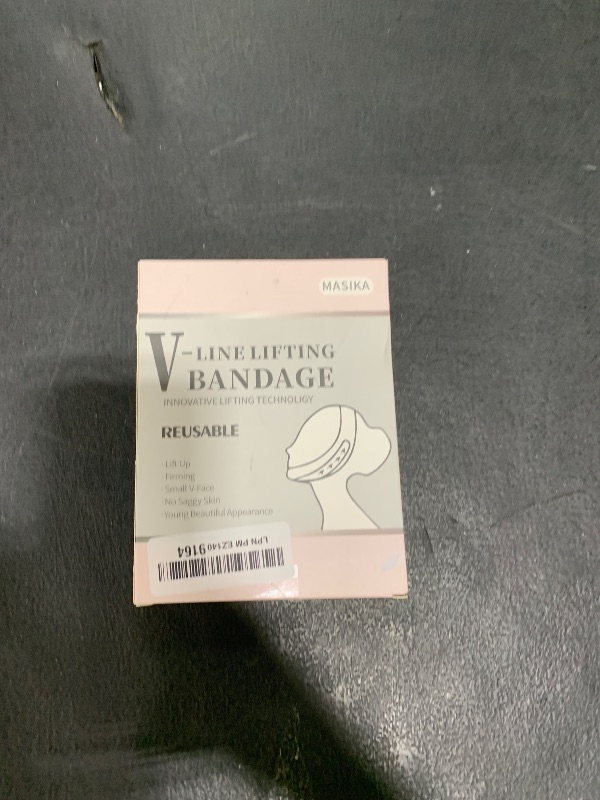 MASIKA
V-LINE LIFTING
BANDAGE
INNOVATIVE LIFTING TECHNOLIGY
REUSABLE
· Lift Up
· Firming
· Small V-Face
· No Saggy Skin
· Young Beautiful Appearance
LPN PM EZ140 9164